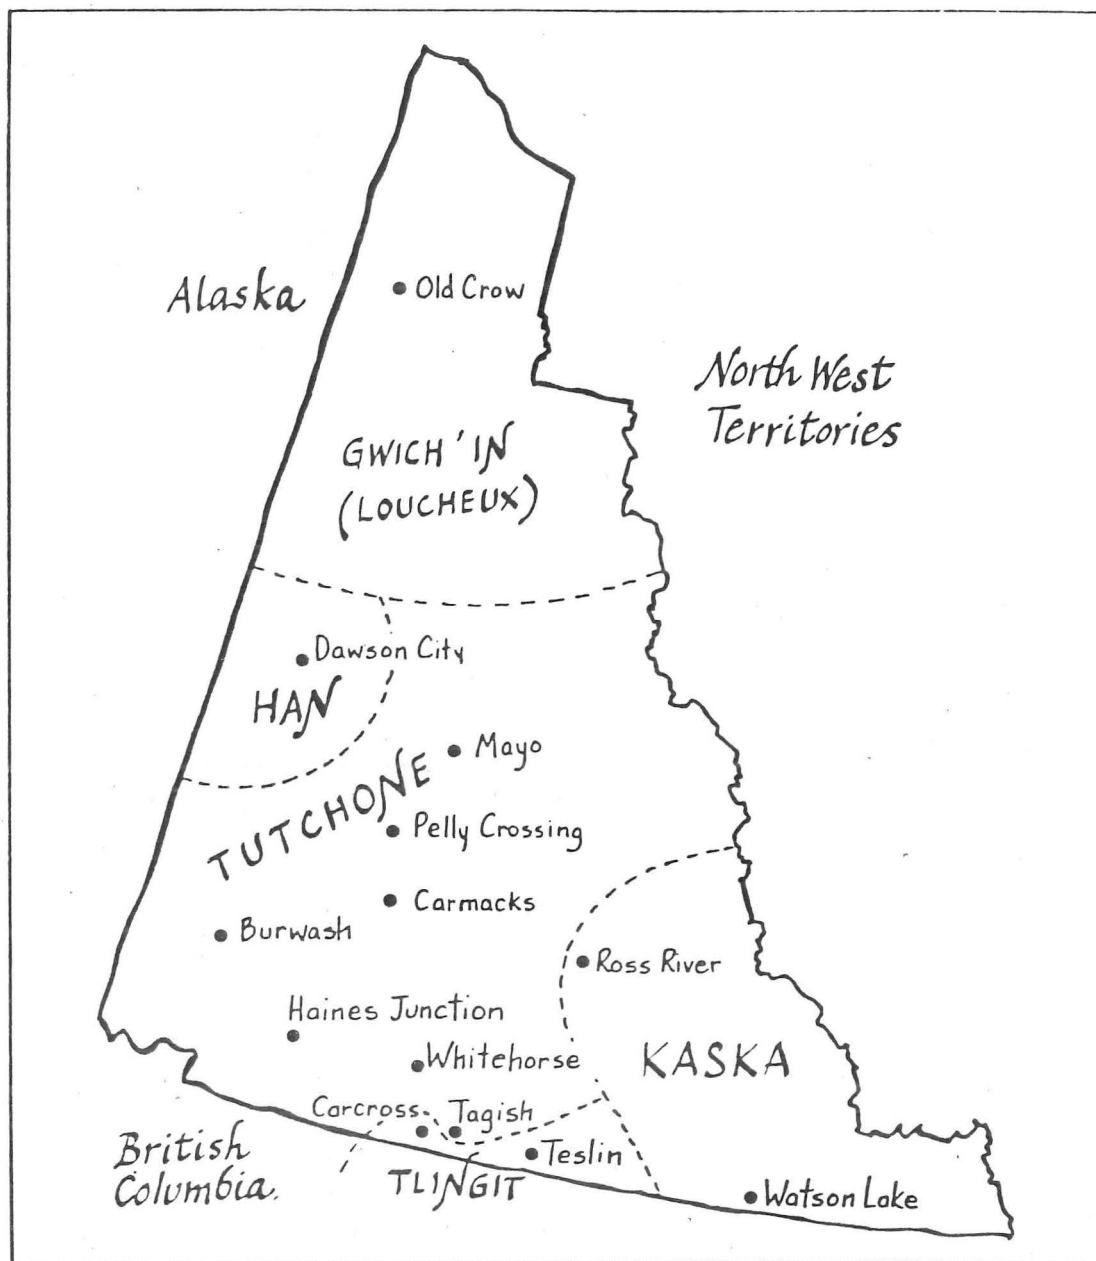 Alaska
Old Crow
North West
Territories
GWICH'IN
(LOUCHEUX)
Dawson City
HAN
Mayo
TUTCHONE
Pelly Crossing
Carmacks
Burwash
Ross River
Haines Junction
Whitehorse
KASKA
Carcross
Tagish
British
Columbia.
Teslin
TLINGIT
Watson Lake